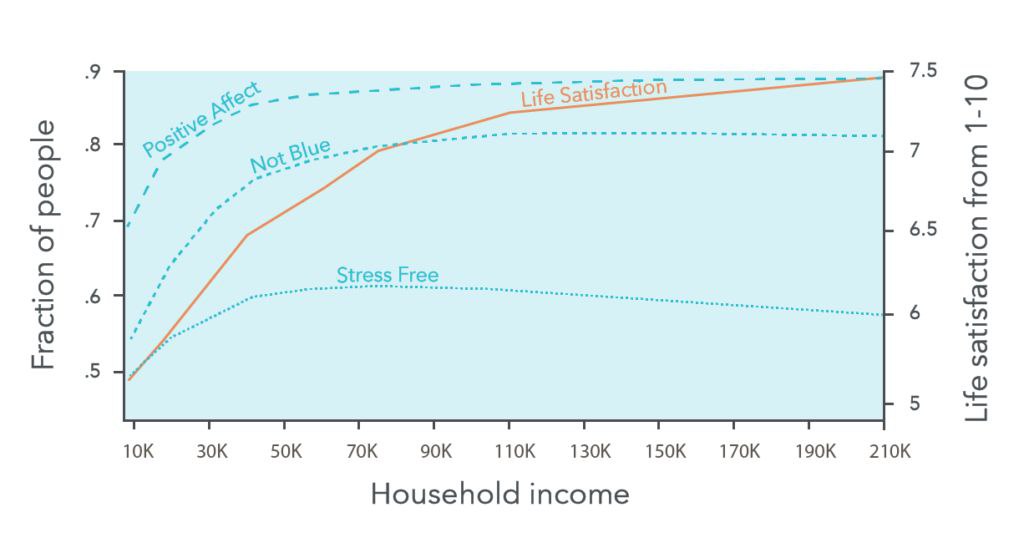 .9
.8
.7
.6
.5
Fraction of people
Positive Affect
Not Blue
Life Satisfaction
Stress Free
7.5
7
6.5
6
5
Life satisfaction from 1-10
10K 30K 50K 70K 90K 110K 130K 150K 170K 190K 210K
Household income